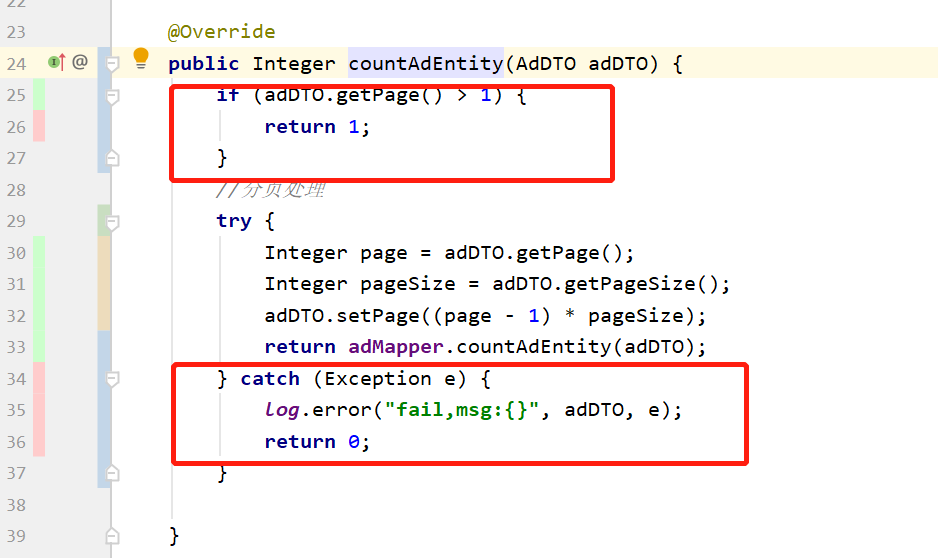 22
23 @Override
24 @ public Integer countAdEntity(AdDTO adDTO) {
25 if (adDTO.getPage() > 1) {
26 return 1;
27 }
28 //分页处理
29 try {
30 Integer page = adDTO.getPage();
31 Integer pageSize = adDTO.getPageSize();
32 adDTO.setPage((page - 1) * pageSize);
33 return adMapper.countAdEntity(adDTO);
34 } catch (Exception e) {
35 log.error("fail,msg:{}", adDTO, e);
36 return 0;
37 }
38
39 }